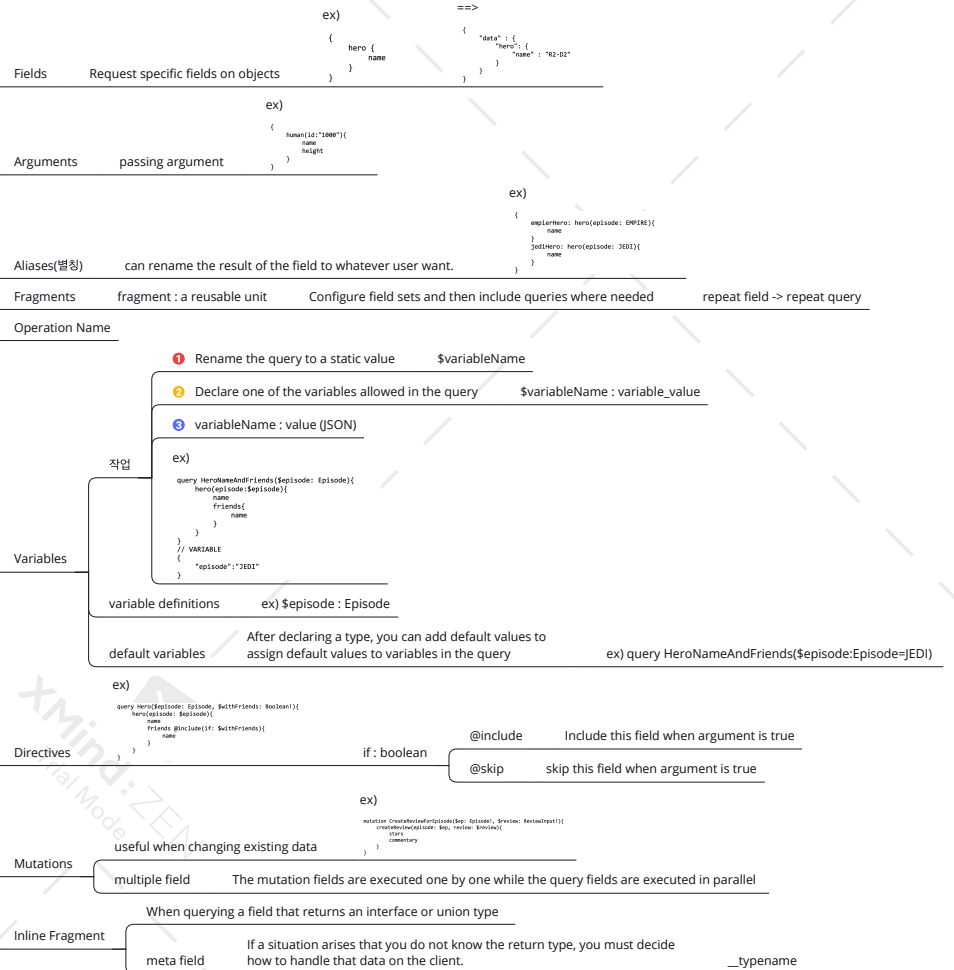 ex)
==>
{
hero {
name
}
}
{
"data" : {
"hero": {
"name" : "R2-D2"
}
}
}
Fields
Request specific fields on objects
ex)
{
human(id:"1000"){
name
height
}
}
Arguments
passing argument
ex)
{
empierHero: hero(episode: EMPIRE){
name
}
jediHero: hero(episode: JEDI){
name
}
}
Aliases(별칭)
can rename the result of the field to whatever user want.
Fragments
fragment : a reusable unit
Configure field sets and then include queries where needed
repeat field -> repeat query
Operation Name
1 Rename the query to a static value
$variableName
2 Declare one of the variables allowed in the query
$variableName : variable_value
3 variableName : value (JSON)
작업
ex)
query HeroNameAndFriends($episode: Episode){
hero(episode:$episode){
name
friends{
name
}
}
}
// VARIABLE
{
"episode":"JEDI"
}
Variables
variable definitions
ex) $episode : Episode
default variables
After declaring a type, you can add default values to
assign default values to variables in the query
ex) query HeroNameAndFriends($episode:Episode=JEDI)
ex)
query Hero($episode: Episode, $withFriends: Boolean!){
hero(episode: $episode){
name
friends @include(if: $withFriends){
name
}
}
}
Directives
if : boolean
@include
Include this field when argument is true
@skip
skip this field when argument is true
ex)
mutation CreateReviewForEpisode($ep: Episode!, $review: ReviewInput!){
createReview(episode: $ep, review: $review){
stars
commentary
}
}
Mutations
useful when changing existing data
multiple field
The mutation fields are executed one by one while the query fields are executed in parallel
Inline Fragment
When querying a field that returns an interface or union type
meta field
If a situation arises that you do not know the return type, you must decide
how to handle that data on the client.
__typename
XMind:ZEN
Trial Mode